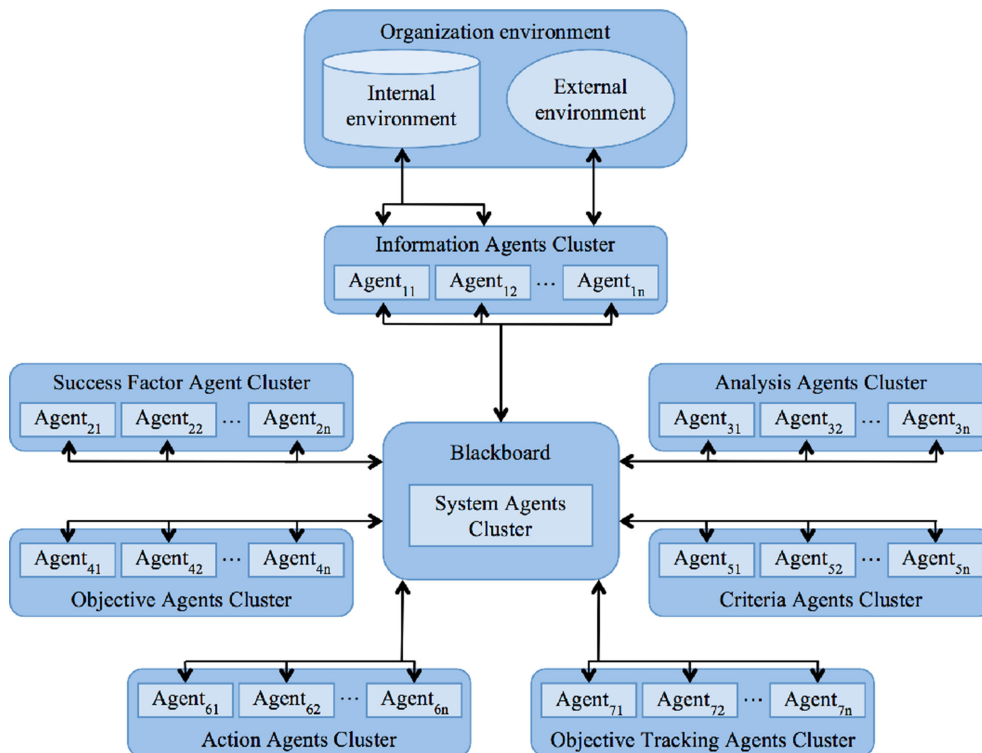 Organization environment
Internal
environment
External
environment
Information Agents Cluster
Agent11 Agent12 ... Agent1n
Success Factor Agent Cluster
Agent21 Agent22 ... Agent2n
Analysis Agents Cluster
Agent31 Agent32 ... Agent3n
Blackboard
System Agents
Cluster
Agent41 Agent42 ... Agent4n
Objective Agents Cluster
Agent51 Agent52 ... Agent5n
Criteria Agents Cluster
Agent61 Agent62 ... Agent6n
Action Agents Cluster
Agent71 Agent72 ... Agent7n
Objective Tracking Agents Cluster